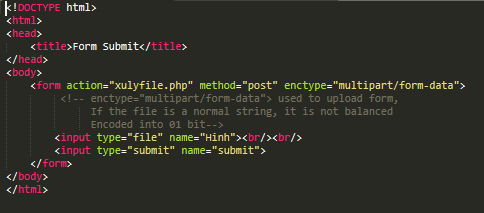 <!DOCTYPE html>
<html>
<head>
<title>Form Submit</title>
</head>
<body>
<form action="xulyfile.php" method="post" enctype="multipart/form-data">
<!-- enctype="multipart/form-data"> used to upload form,
If the file is a normal string, it is not balanced
Encoded into 01 bit-->
<input type="file" name="Hinh"><br/><br/>
<input type="submit" name="submit">
</form>
</body>
</html>